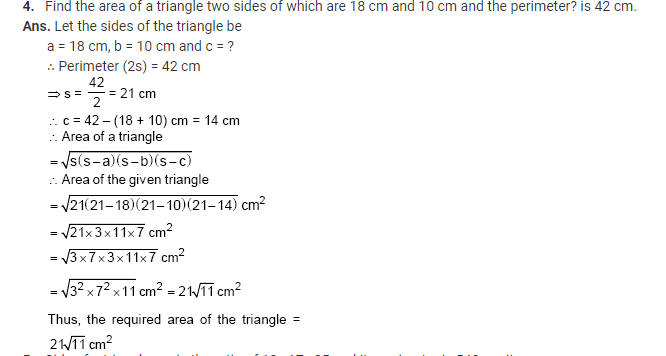 4. Find the area of a triangle two sides of which are 18 cm and 10 cm and the perimeter? is 42 cm.
Ans. Let the sides of the triangle be
a = 18 cm, b = 10 cm and c = ?
∴ Perimeter (2s) = 42 cm
⇒ s = 42/2 = 21 cm
∴ c = 42 – (18 + 10) cm = 14 cm
∴ Area of a triangle
= √s(s–a)(s–b)(s–c)
∴ Area of the given triangle
= √21(21–18)(21–10)(21–14) cm²
= √21×3×11×7 cm²
= √3×7×3×11×7 cm²
= √3²×7²×11 cm² = 21√11 cm²
Thus, the required area of the triangle =
21√11 cm²